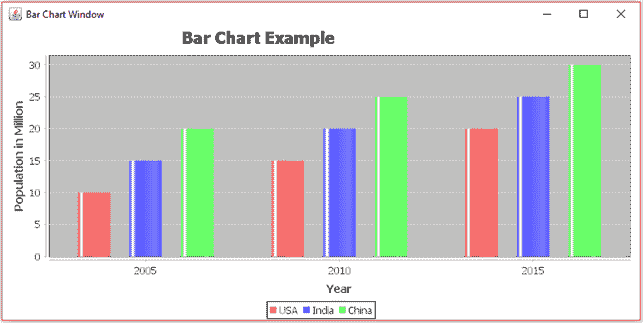 Bar Chart Window
Bar Chart Example
Population in Million
30
25
20
15
10
5
0
2005 2010 2015
Year
USA India China